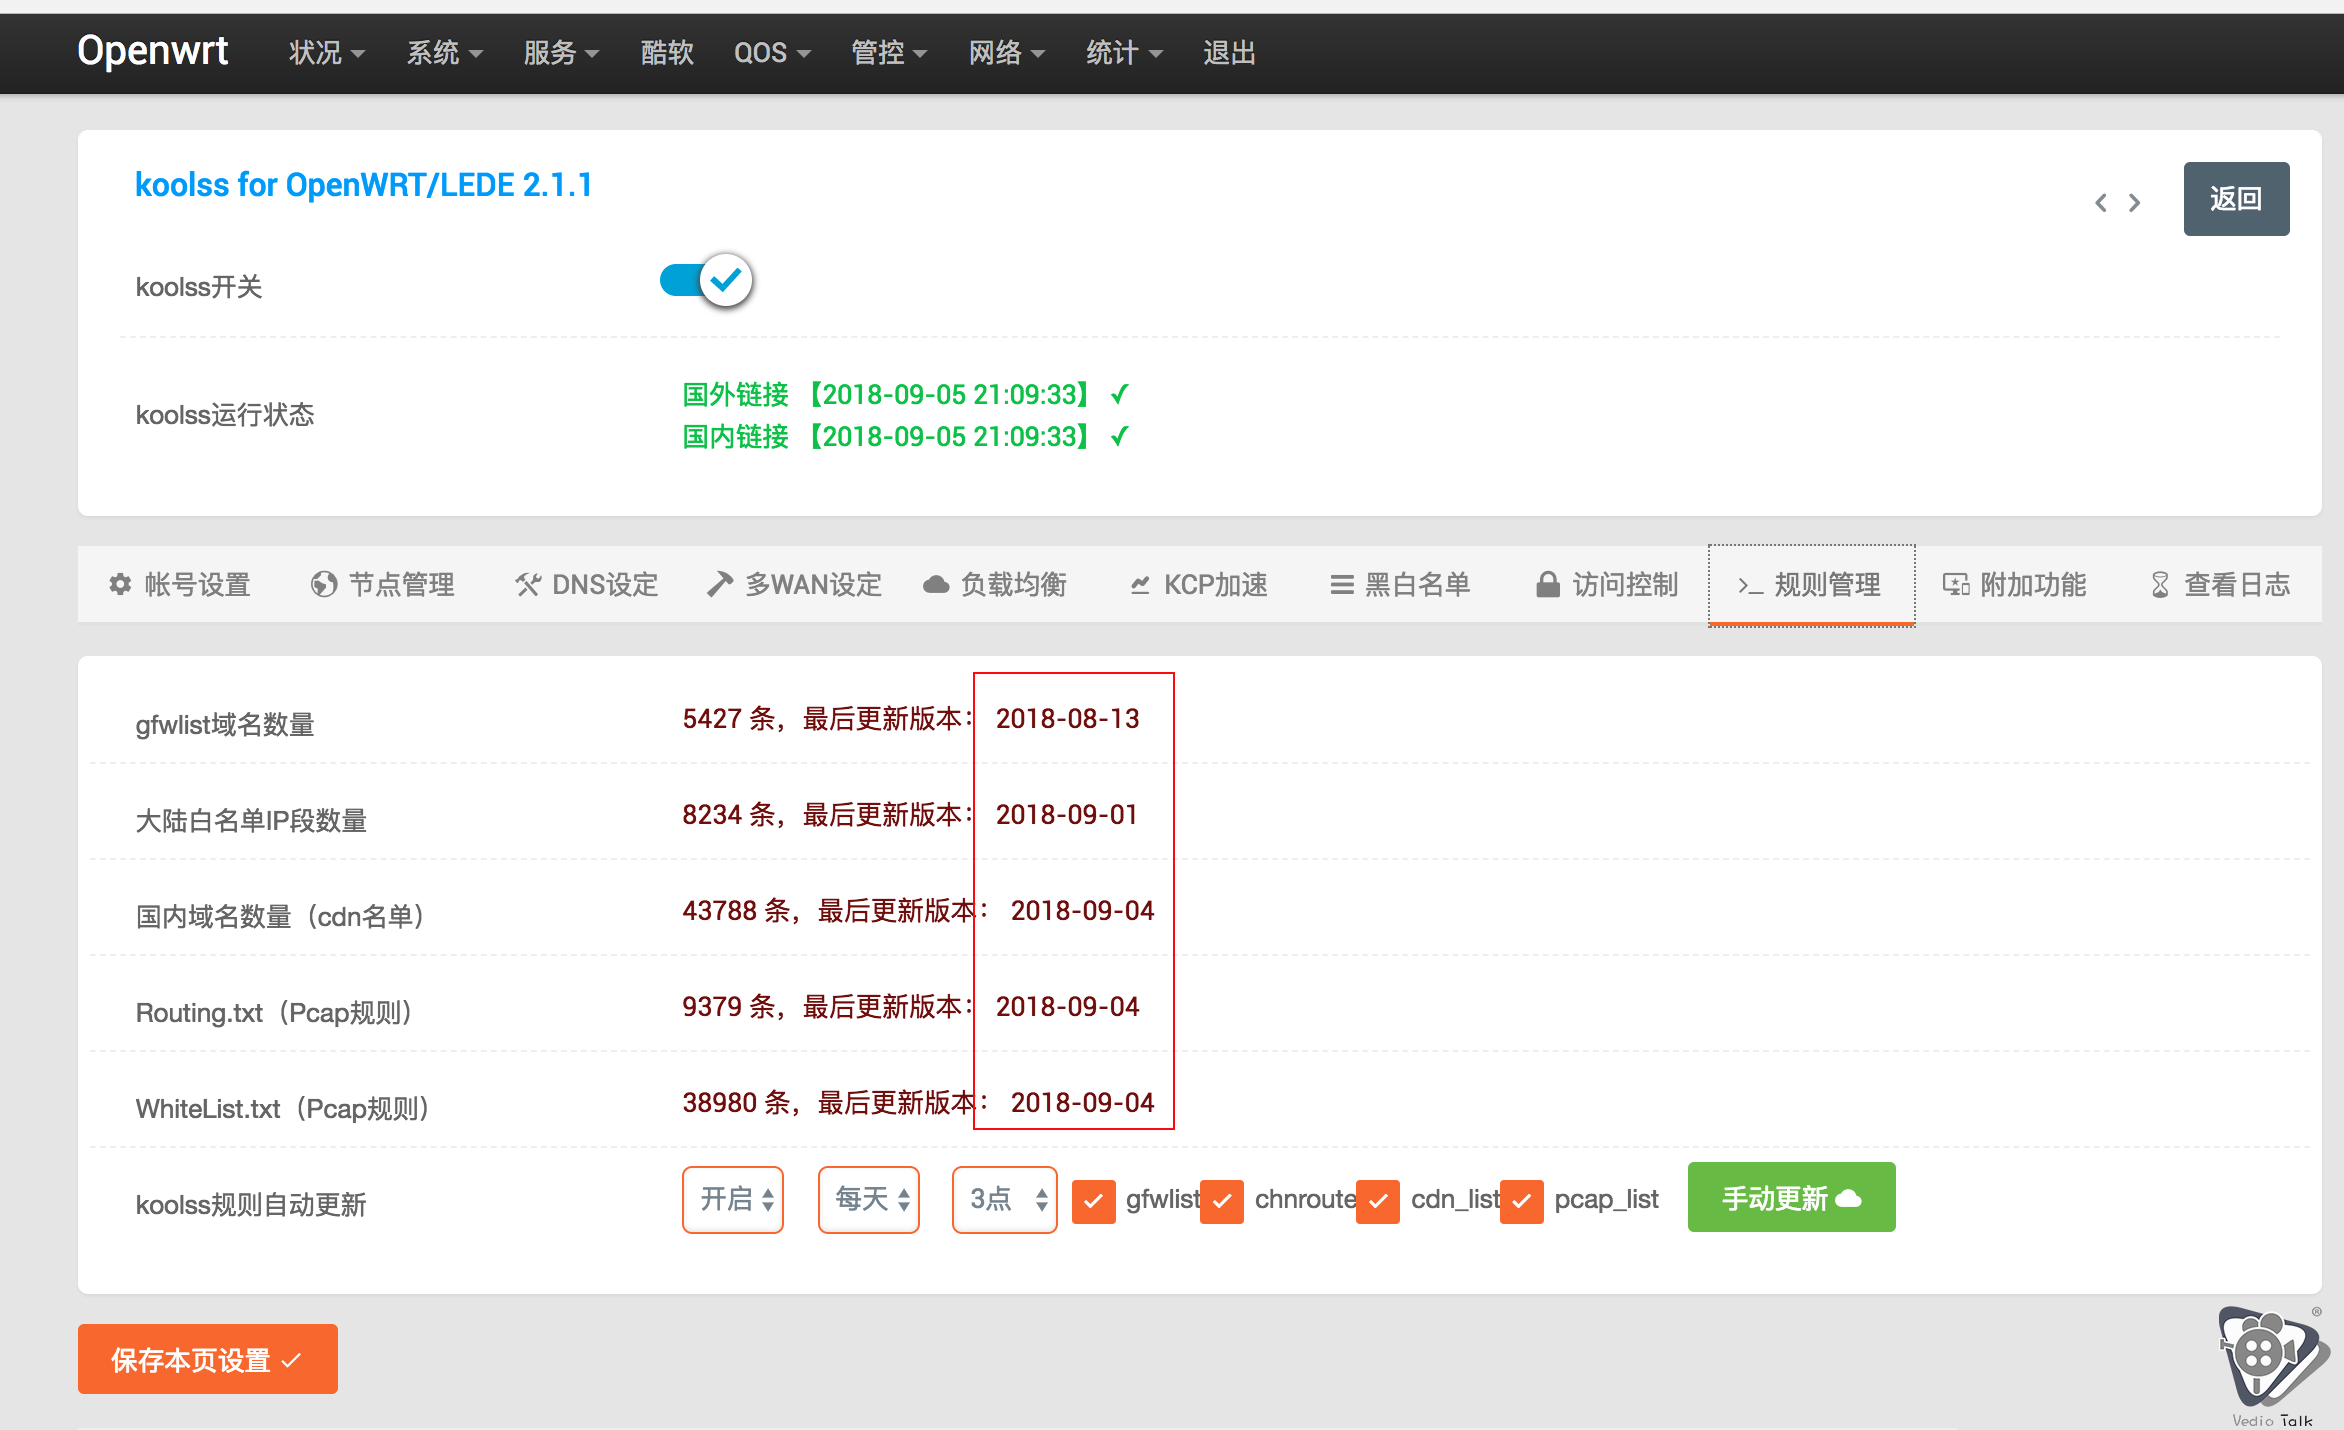 Openwrt 状况 系统 服务 酷软 QOS 管控 网络 统计 退出
koolss for OpenWRT/LEDE 2.1.1
返回
koolss开关
koolss运行状态
国外链接 【2018-09-05 21:09:33】 ✓
国内链接 【2018-09-05 21:09:33】 ✓
帐号设置 节点管理 DNS设定 多WAN设定 负载均衡 KCP加速 黑白名单 访问控制 规则管理 附加功能 查看日志
gfwlist域名数量 5427 条，最后更新版本： 2018-08-13
大陆白名单IP段数量 8234 条，最后更新版本： 2018-09-01
国内域名数量（cdn名单） 43788 条，最后更新版本： 2018-09-04
Routing.txt（Pcap规则） 9379 条，最后更新版本： 2018-09-04
WhiteList.txt（Pcap规则） 38980 条，最后更新版本： 2018-09-04
koolss规则自动更新 开启 每天 3点 gfwlist chnroute cdn_list pcap_list 手动更新
保存本页设置
®
Vedio Talk